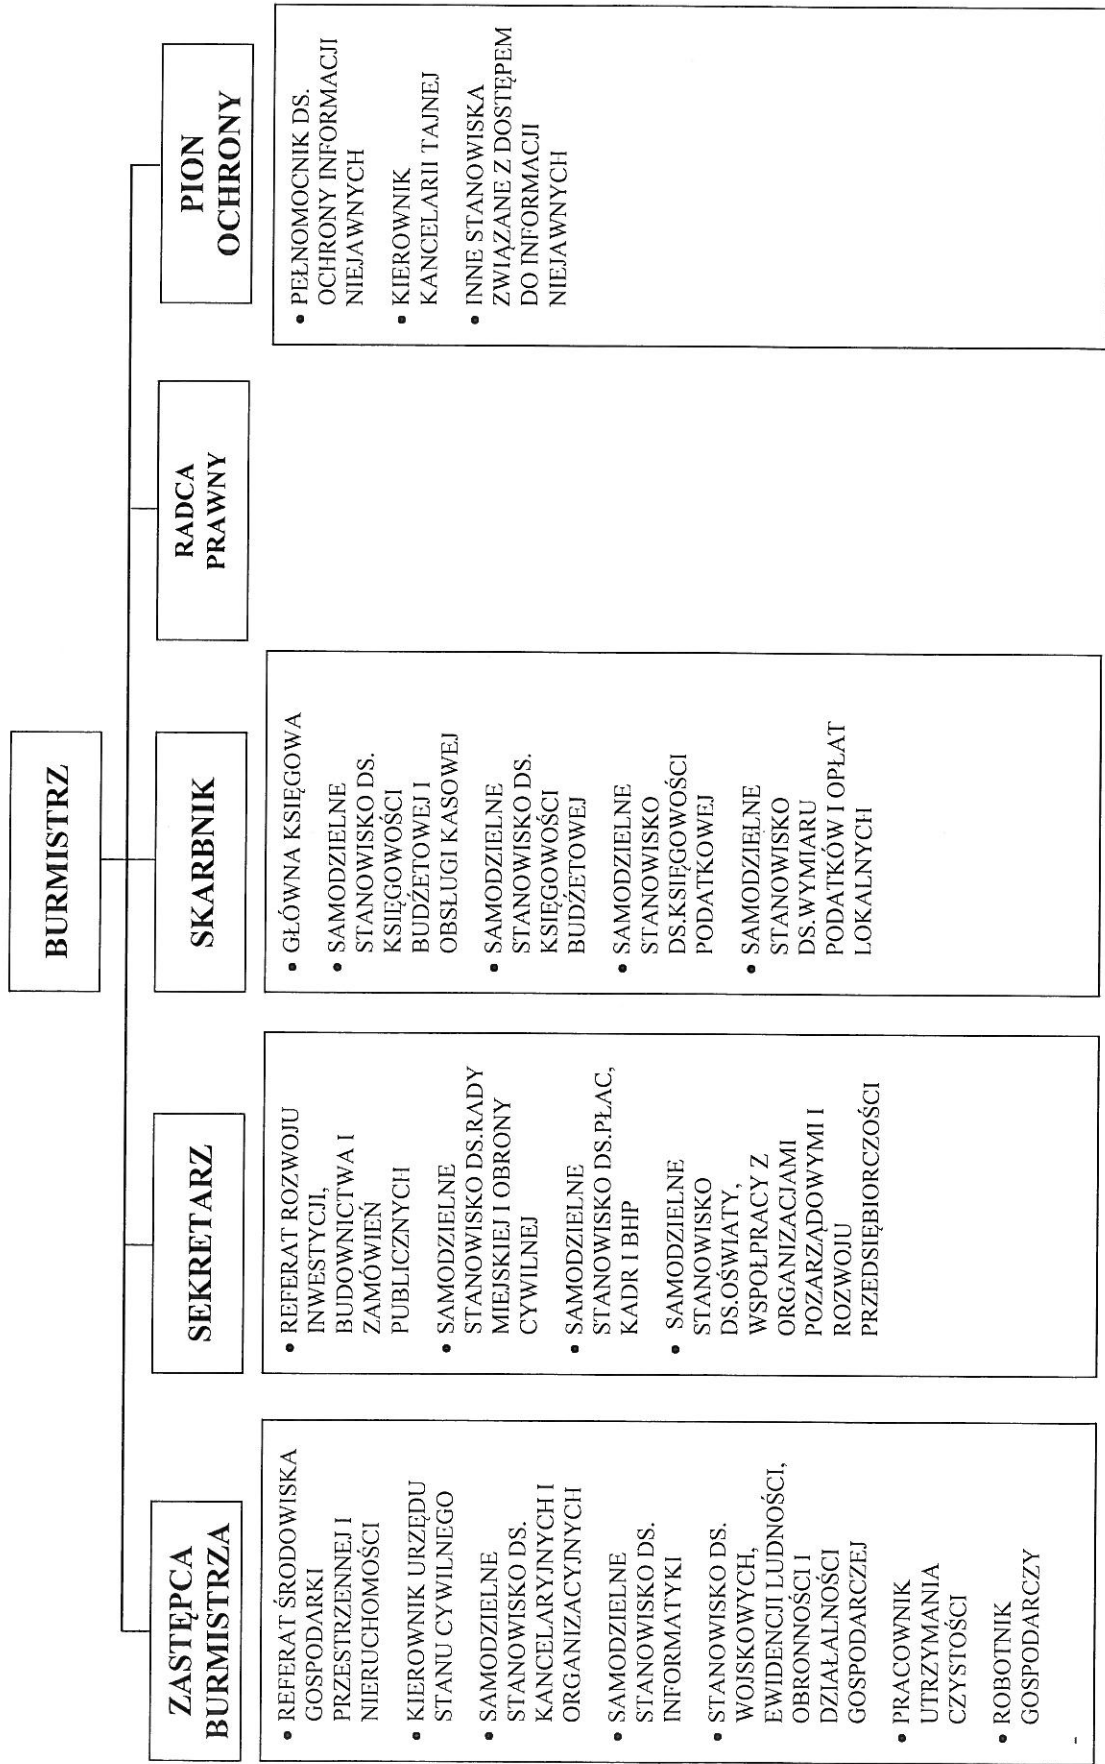 BURMISTRZ
ZASTĘPCA
BURMISTRZA
• REFERAT ŚRODOWISKA
GOSPODARKI
PRZESTRZENNEJ I
NIERUCHOMOŚCI
• KIEROWNIK URZĘDU
STANU CYWILNEGO
• SAMODZIELNE
STANOWISKO DS.
KANCELARYJNYCH I
ORGANIZACYJNYCH
• SAMODZIELNE
STANOWISKO DS.
INFORMATYKI
• STANOWISKO DS.
WOJSKOWYCH,
EWIDENCJI LUDNOŚCI,
OBRONNOŚCI I
DZIAŁALNOŚCI
GOSPODARCZEJ
• PRACOWNIK
UTRZYMANIA
CZYSTOŚCI
• ROBOTNIK
GOSPODARCZY
-
SEKRETARZ
• REFERAT ROZWOJU
INWESTYCJI,
BUDOWNICTWA I
ZAMÓWIEŃ
PUBLICZNYCH
• SAMODZIELNE
STANOWISKO DS.RADY
MIEJSKIEJ I OBRONY
CYWILNEJ
• SAMODZIELNE
STANOWISKO DS.PŁAC,
KADR I BHP
• SAMODZIELNE
STANOWISKO
DS.OŚWIATY,
WSPOŁPRACY Z
ORGANIZACJAMI
POZARZĄDOWYMI I
ROZWOJU
PRZEDSIĘBIORCZOŚCI
SKARBNIK
• GŁÓWNA KSIĘGOWA
• SAMODZIELNE
STANOWISKO DS.
KSIĘGOWOŚCI
BUDŻETOWEJ I
OBSŁUGI KASOWEJ
• SAMODZIELNE
STANOWISKO DS.
KSIĘGOWOŚCI
BUDŻETOWEJ
• SAMODZIELNE
STANOWISKO
DS.KSIĘGOWOŚCI
PODATKOWEJ
• SAMODZIELNE
STANOWISKO
DS.WYMIARU
PODATKÓW I OPŁAT
LOKALNYCH
RADCA
PRAWNY
PION
OCHRONY
• PEŁNOMOCNIK DS.
OCHRONY INFORMACJI
NIEJAWNYCH
• KIEROWNIK
KANCELARII TAJNEJ
• INNE STANOWISKA
ZWIĄZANE Z DOSTĘPEM
DO INFORMACJI
NIEJAWNYCH